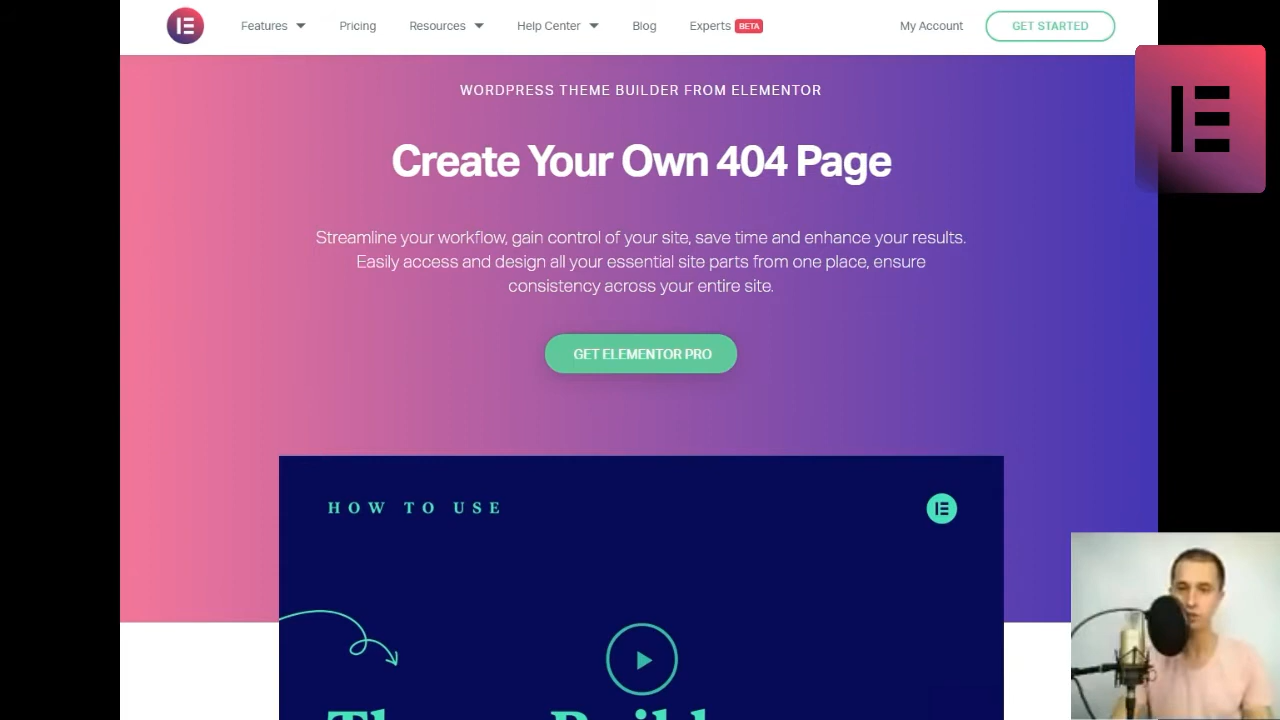 Features Pricing Resources Help Center Blog Experts BETA My Account GET STARTED
WORDPRESS THEME BUILDER FROM ELEMENTOR
Create Your Own 404 Page
Streamline your workflow, gain control of your site, save time and enhance your results.
Easily access and design all your essential site parts from one place, ensure
consistency across your entire site.
GET ELEMENTOR PRO
HOW TO USE